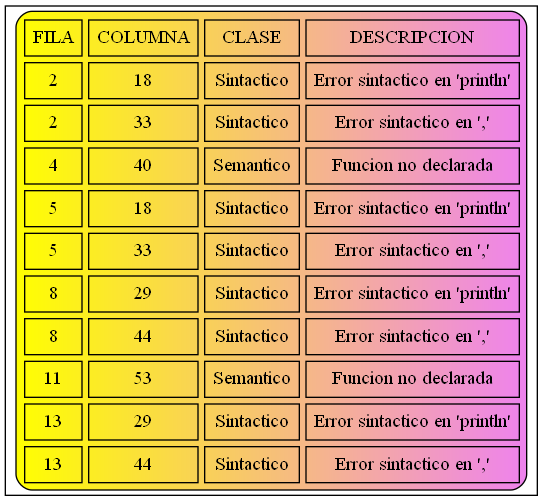 FILA COLUMNA CLASE DESCRIPCION
2 18 Sintactico Error sintactico en 'println'
2 33 Sintactico Error sintactico en ','
4 40 Semantico Funcion no declarada
5 18 Sintactico Error sintactico en 'println'
5 33 Sintactico Error sintactico en ','
8 29 Sintactico Error sintactico en 'println'
8 44 Sintactico Error sintactico en ','
11 53 Semantico Funcion no declarada
13 29 Sintactico Error sintactico en 'println'
13 44 Sintactico Error sintactico en ','